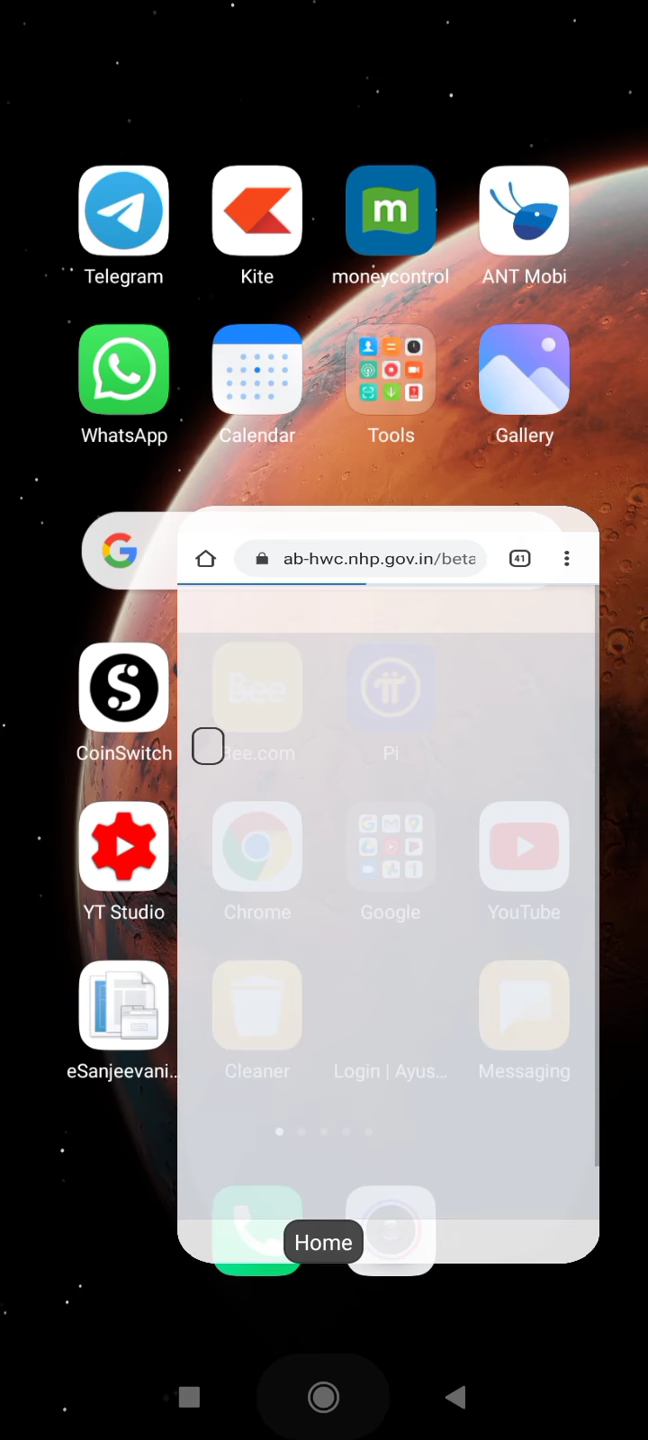 m
Telegram
Kite
moneycontrol
ANT Mobi
WhatsApp
Calendar
Tools
Gallery
G
ab-hwc.nhp.gov.in/beta
41
S
Bee
CoinSwitch
Bee.com
Pi
YT Studio
Chrome
Google
YouTube
eSanjeevani..
Cleaner
Login | Ayus...
Messaging
Home